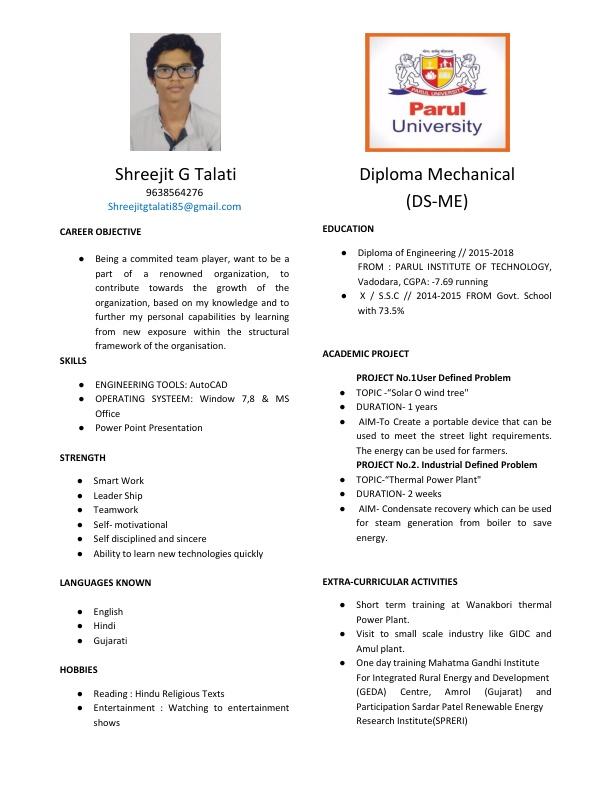 Parul
University
Shreejit G Talati
9638564276
Shreejitgtalati85@gmail.com
CAREER OBJECTIVE
● Being a commited team player, want to be a
part of a renowned organization, to
contribute towards the growth of the
organization, based on my knowledge and to
further my personal capabilities by learning
from new exposure within the structural
framework of the organisation.
SKILLS
● ENGINEERING TOOLS: AutoCAD
● OPERATING SYSTEEM: Window 7,8 & MS
Office
● Power Point Presentation
STRENGTH
● Smart Work
● Leader Ship
● Teamwork
● Self- motivational
● Self disciplined and sincere
● Ability to learn new technologies quickly
LANGUAGES KNOWN
● English
● Hindi
● Gujarati
HOBBIES
● Reading : Hindu Religious Texts
● Entertainment : Watching to entertainment
shows
Diploma Mechanical
(DS-ME)
EDUCATION
● Diploma of Engineering // 2015-2018
FROM : PARUL INSTITUTE OF TECHNOLOGY,
Vadodara, CGPA: -7.69 running
● X / S.S.C // 2014-2015 FROM Govt. School
with 73.5%
ACADEMIC PROJECT
PROJECT No.1User Defined Problem
● TOPIC -“Solar O wind tree"
● DURATION- 1 years
● AIM-To Create a portable device that can be
used to meet the street light requirements.
The energy can be used for farmers.
PROJECT No.2. Industrial Defined Problem
● TOPIC-“Thermal Power Plant"
● DURATION- 2 weeks
● AIM- Condensate recovery which can be used
for steam generation from boiler to save
energy.
EXTRA-CURRICULAR ACTIVITIES
● Short term training at Wanakbori thermal
Power Plant.
● Visit to small scale industry like GIDC and
Amul plant.
● One day training Mahatma Gandhi Institute
For Integrated Rural Energy and Development
(GEDA) Centre, Amrol (Gujarat) and
Participation Sardar Patel Renewable Energy
Research Institute(SPRERI)